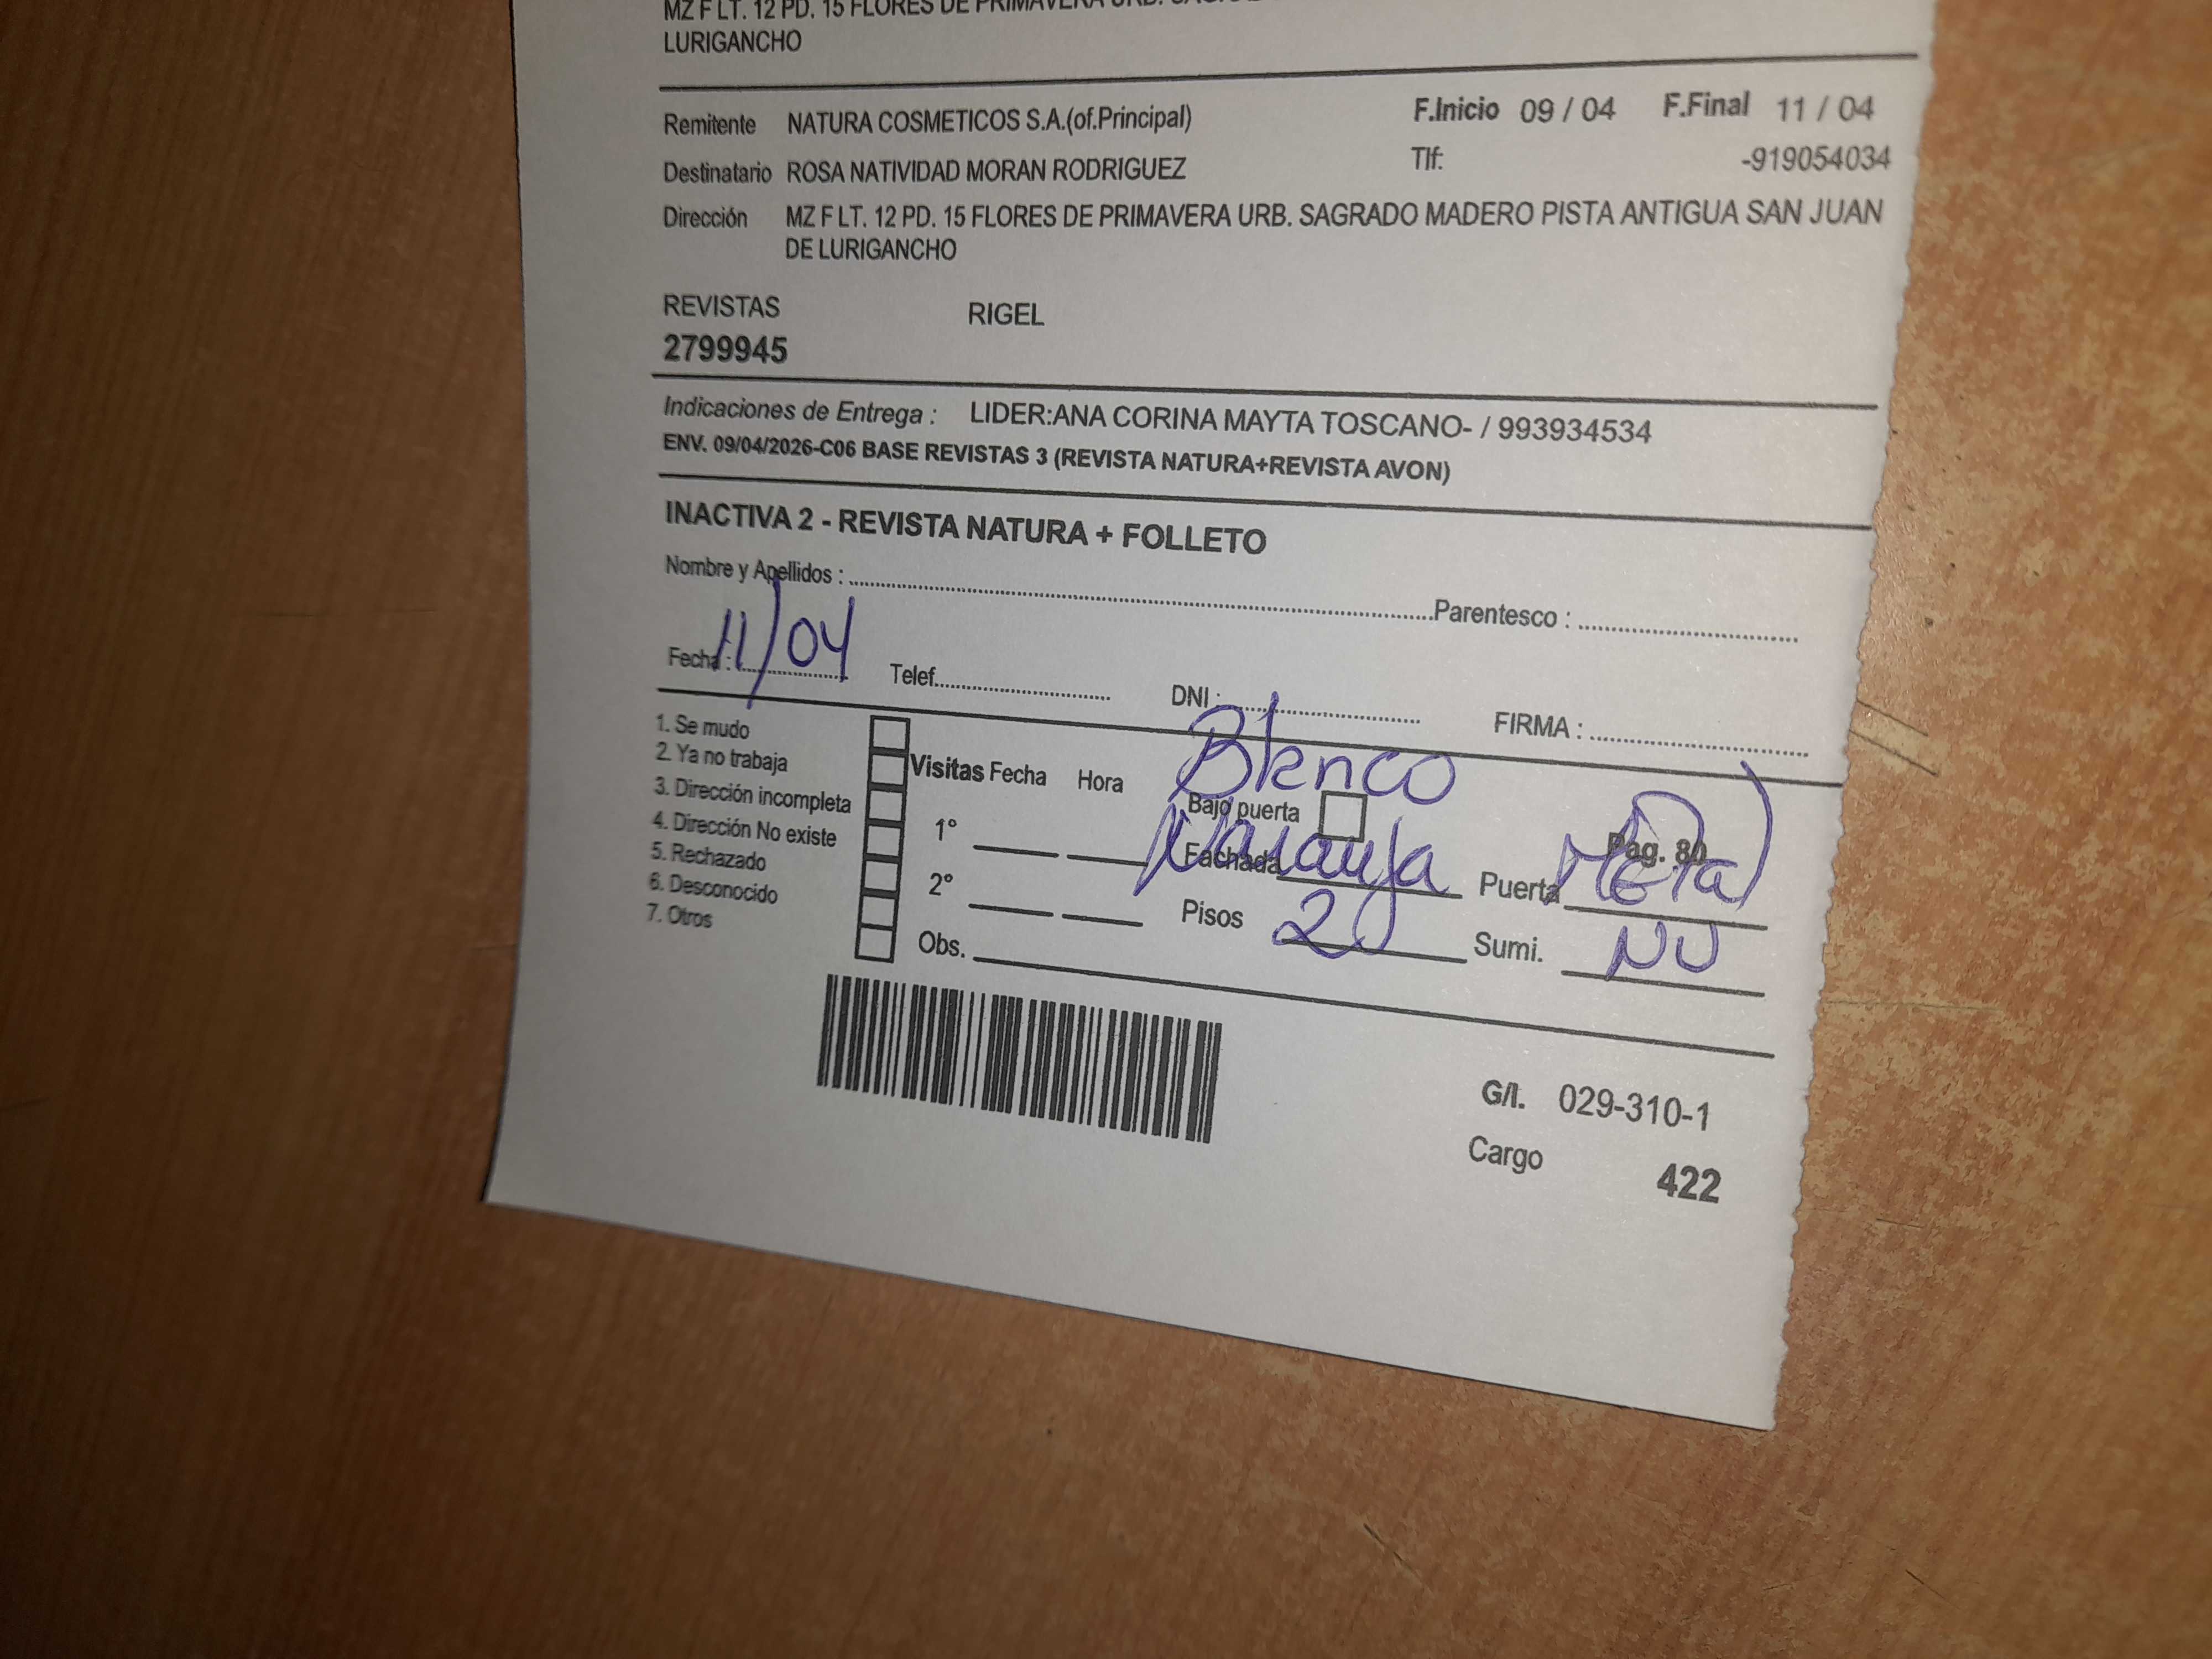 MZ F LT. 12 PD. 15 FLORES DE PRIMAVERA URB.
LURIGANCHO
Remitente NATURA COSMETICOS S.A.(of.Principal) F.Inicio 09 / 04 F.Final 11 / 04
Destinatario ROSA NATIVIDAD MORAN RODRIGUEZ Tlf: -919054034
Dirección MZ F LT. 12 PD. 15 FLORES DE PRIMAVERA URB. SAGRADO MADERO PISTA ANTIGUA SAN JUAN
DE LURIGANCHO
REVISTAS RIGEL
2799945
Indicaciones de Entrega : LIDER:ANA CORINA MAYTA TOSCANO- / 993934534
ENV. 09/04/2026-C06 BASE REVISTAS 3 (REVISTA NATURA+REVISTA AVON)
INACTIVA 2 - REVISTA NATURA + FOLLETO
Nombre y Apellidos : Parentesco :
Fecha : 11/04 Telef. DNI : FIRMA :
1. Se mudo
2. Ya no trabaja
3. Dirección incompleta
4. Dirección No existe
5. Rechazado
6. Desconocido
7. Otros
Visitas Fecha Hora Blanco
Bajo puerta
1° Fachada Naranja Puerta Metal Pag. 80
2° Pisos 2 Sumi. NU
Obs.
G/I. 029-310-1
Cargo 422